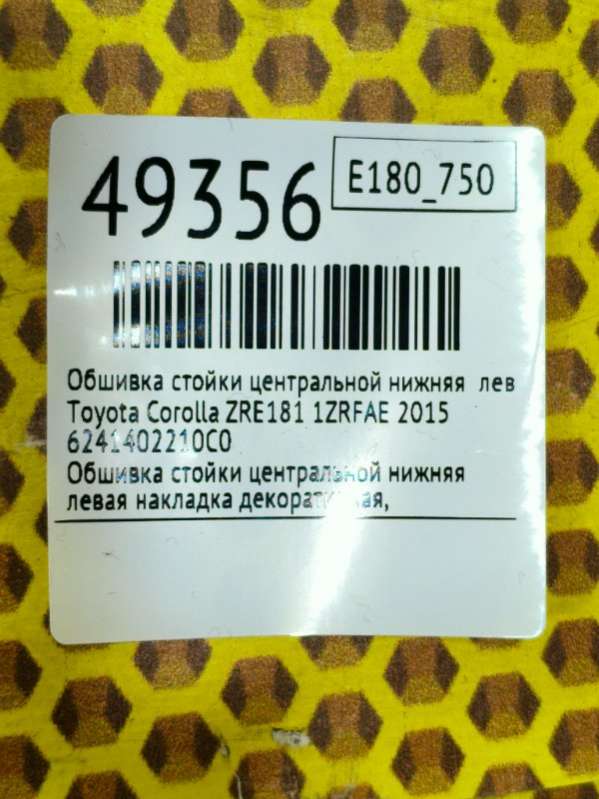 49356
E180_750
Обшивка стойки центральной нижняя лев
Toyota Corolla ZRE181 1ZRFAE 2015
6241402210C0
Обшивка стойки центральной нижняя
левая накладка декоративная,